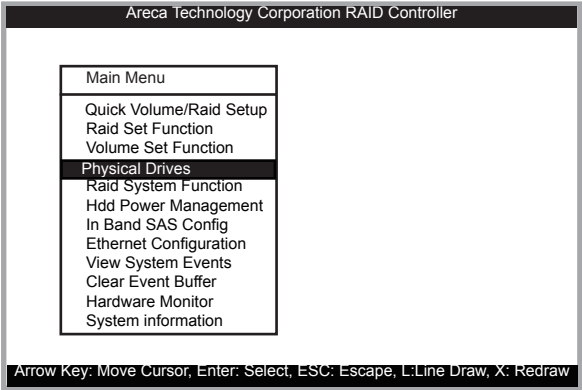 Areca Technology Corporation RAID Controller
Main Menu
Quick Volume/Raid Setup
Raid Set Function
Volume Set Function
Physical Drives
Raid System Function
Hdd Power Management
In Band SAS Config
Ethernet Configuration
View System Events
Clear Event Buffer
Hardware Monitor
System information
Arrow Key: Move Cursor, Enter: Select, ESC: Escape, L:Line Draw, X: Redraw